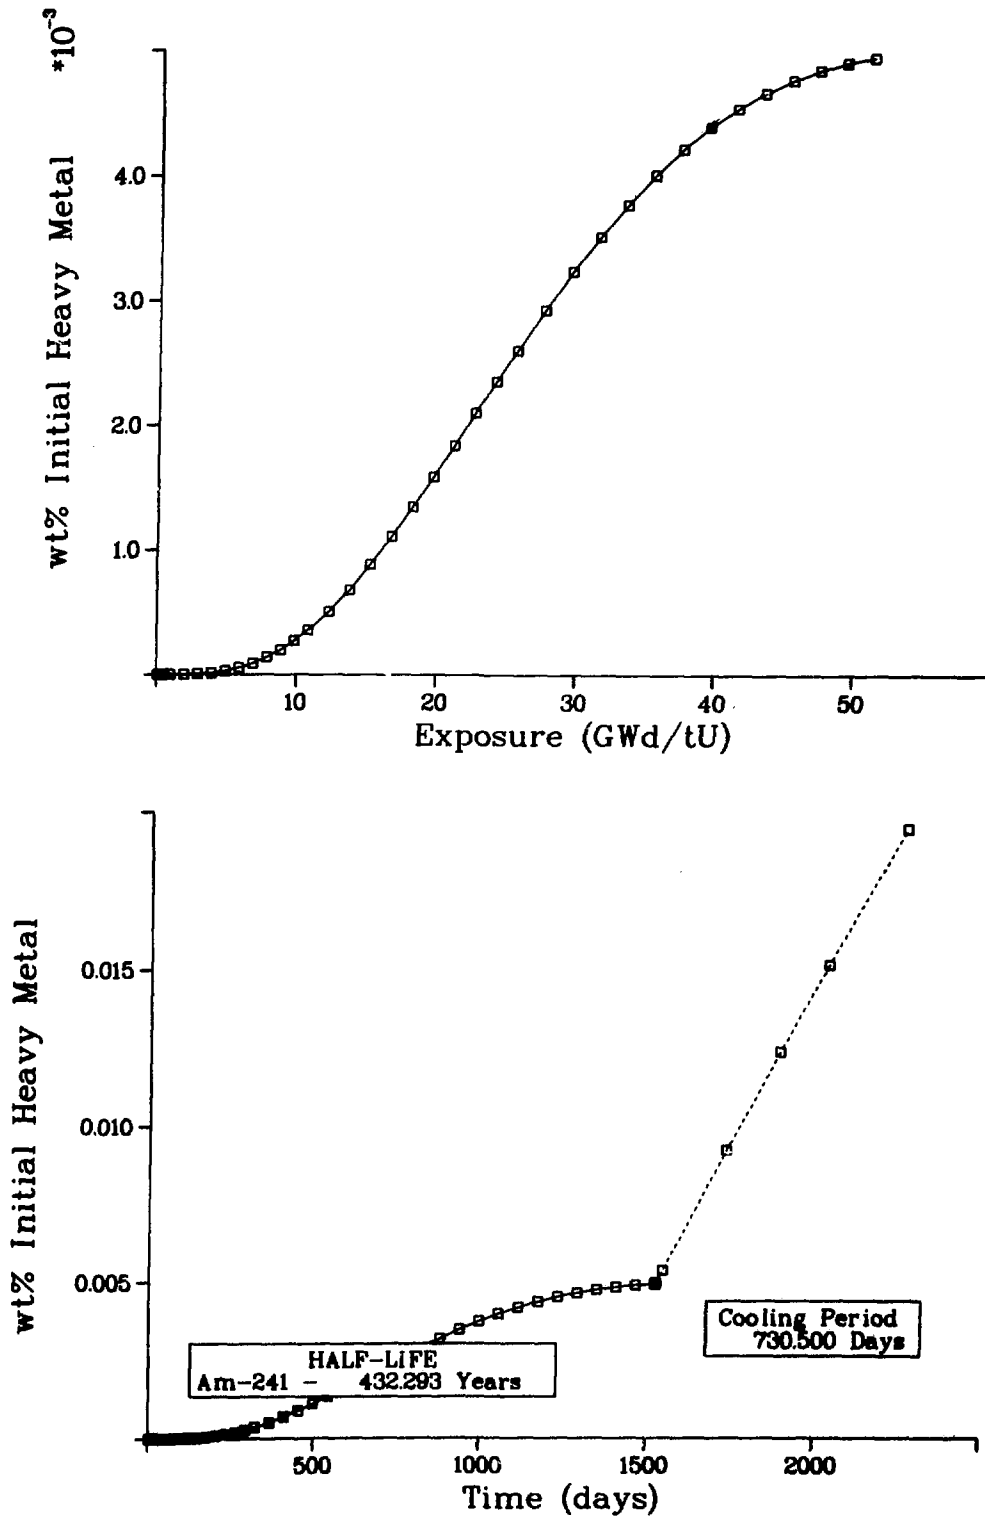 *10⁻³
wt% Initial Heavy Metal
4.0
3.0
2.0
1.0
10 20 30 40 50
Exposure (GWd/tU)
wt% Initial Heavy Metal
0.015
0.010
0.005
Cooling Period
730.500 Days
HALF-LIFE
Am-241 - 432.293 Years
500 1000 1500 2000
Time (days)